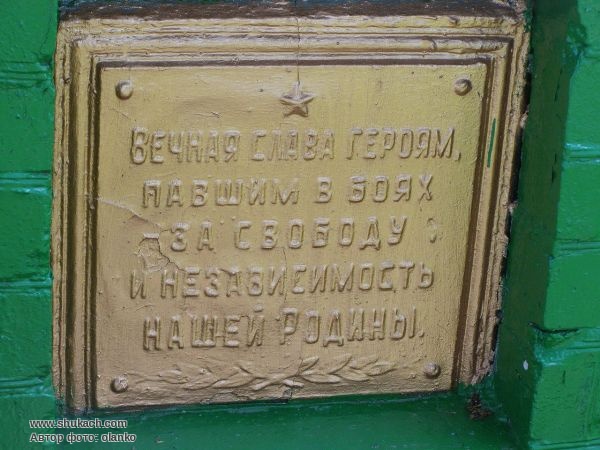 Вечная слава героям,
павшим в боях
за свободу
и независимость
нашей Родины.
www.shukach.com
Автор фото: olanko